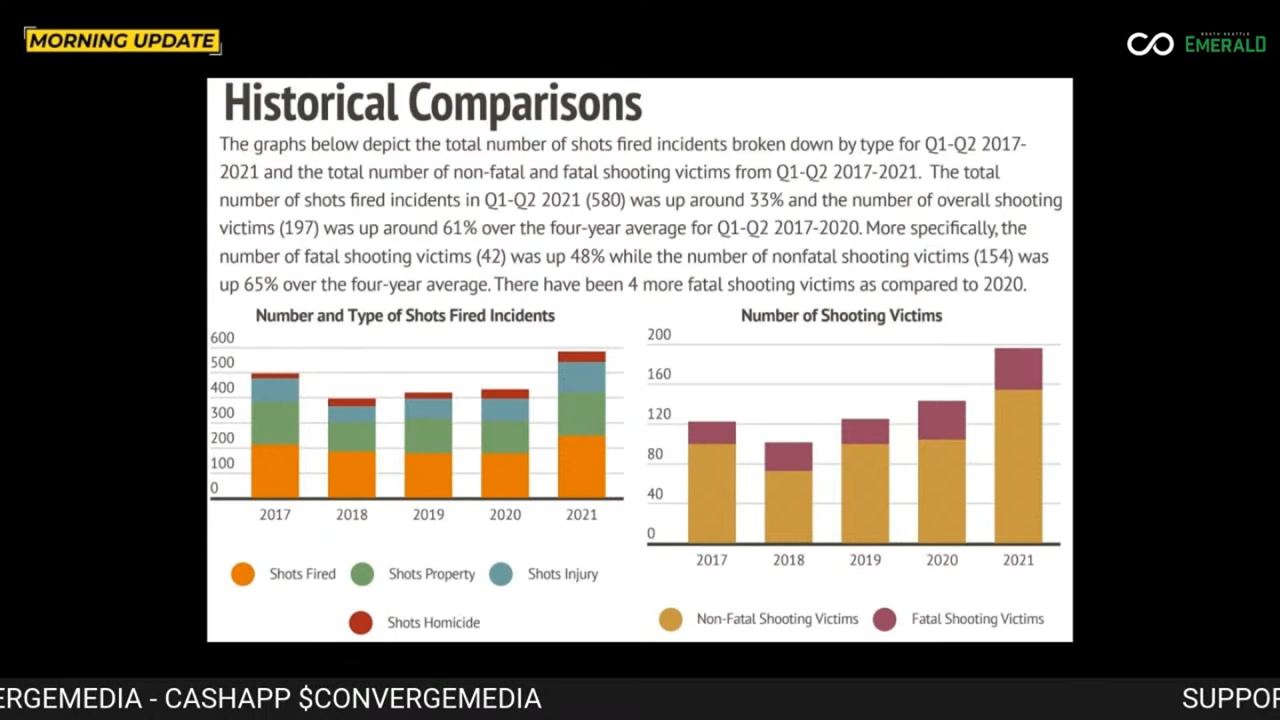 MORNING UPDATE
SOUTH SEATTLE
EMERALD
Historical Comparisons
The graphs below depict the total number of shots fired incidents broken down by type for Q1-Q2 2017-
2021 and the total number of non-fatal and fatal shooting victims from Q1-Q2 2017-2021. The total
number of shots fired incidents in Q1-Q2 2021 (580) was up around 33% and the number of overall shooting
victims (197) was up around 61% over the four-year average for Q1-Q2 2017-2020. More specifically, the
number of fatal shooting victims (42) was up 48% while the number of nonfatal shooting victims (154) was
up 65% over the four-year average. There have been 4 more fatal shooting victims as compared to 2020.
Number and Type of Shots Fired Incidents
600
500
400
300
200
100
0
2017 2018 2019 2020 2021
Shots Fired Shots Property Shots Injury
Shots Homicide
Number of Shooting Victims
200
160
120
80
40
0
2017 2018 2019 2020 2021
Non-Fatal Shooting Victims Fatal Shooting Victims
ERGEMEDIA - CASHAPP $CONVERGEMEDIA SUPPOR